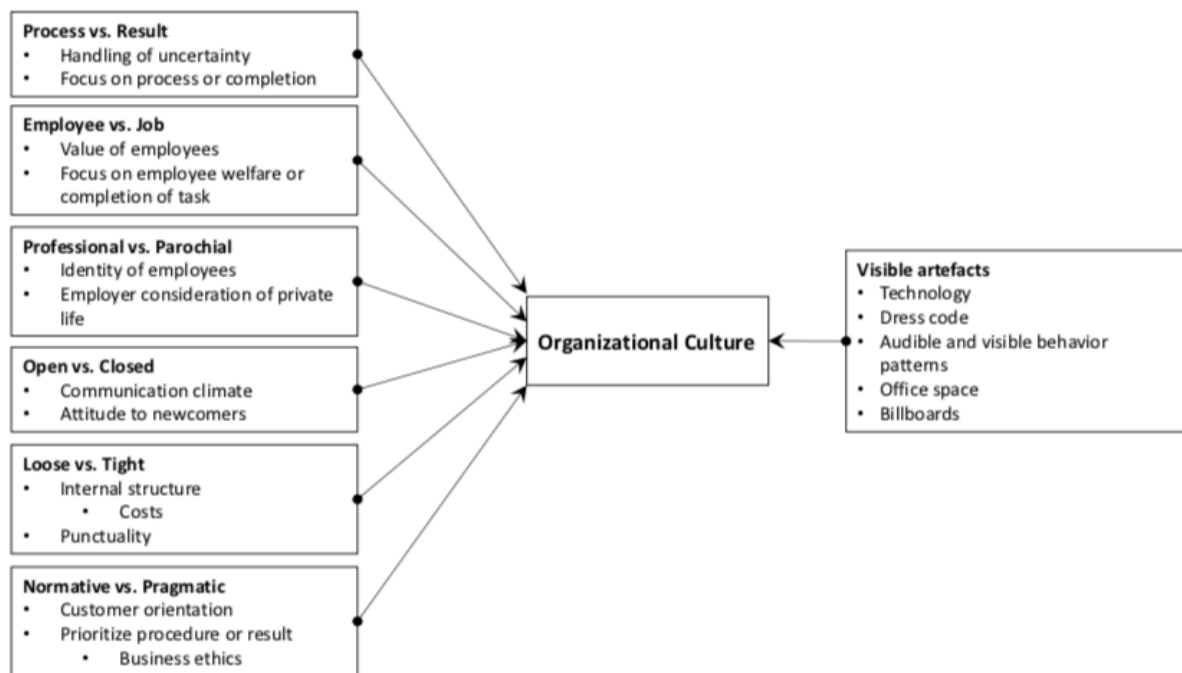 Process vs. Result
• Handling of uncertainty
• Focus on process or completion
Employee vs. Job
• Value of employees
• Focus on employee welfare or
completion of task
Professional vs. Parochial
• Identity of employees
• Employer consideration of private
life
Open vs. Closed
• Communication climate
• Attitude to newcomers
Loose vs. Tight
• Internal structure
• Costs
• Punctuality
Normative vs. Pragmatic
• Customer orientation
• Prioritize procedure or result
• Business ethics
Organizational Culture
Visible artefacts
• Technology
• Dress code
• Audible and visible behavior
patterns
• Office space
• Billboards